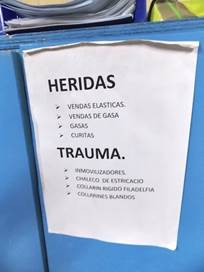 HERIDAS
➢ VENDAS ELASTICAS.
➢ VENDAS DE GASA
➢ GASAS
➢ CURITAS
TRAUMA.
➢ INMOVILIZADORES.
➢ CHALECO DE ESTRICACIO
➢ COLLARIN RIGIDO FILADELFIA
➢ COLLARINES BLANDOS